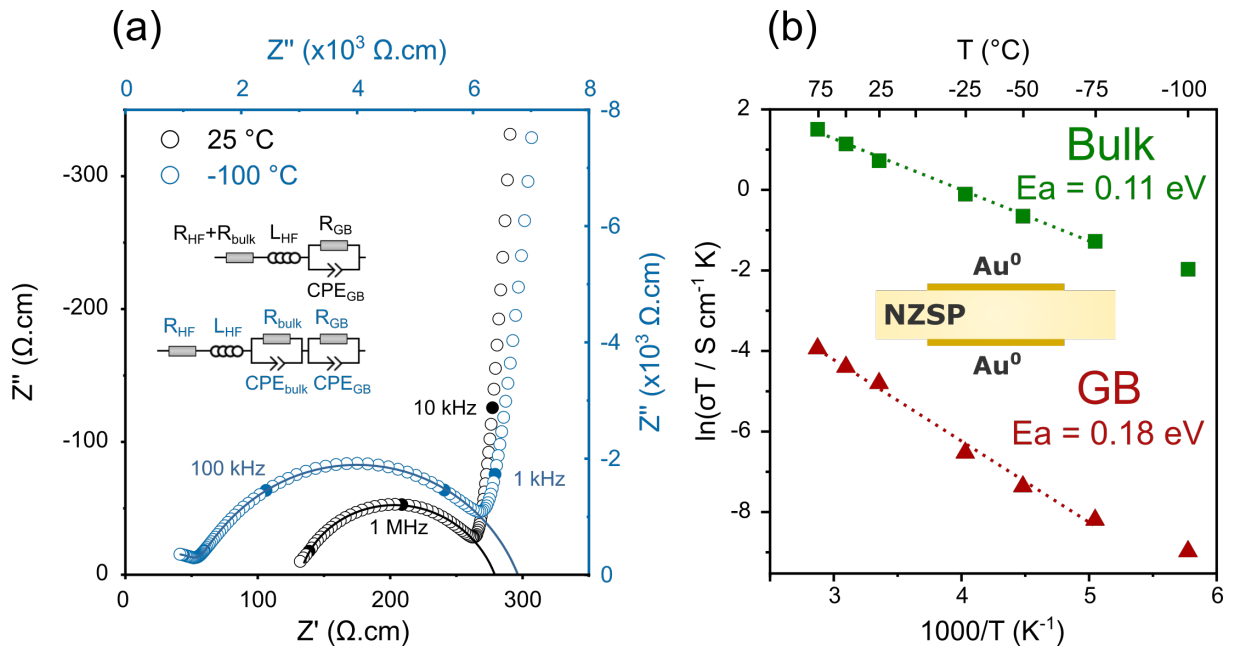 (a)
Z'' (x10³ Ω.cm)
0 2 4 6 8
25 °C
-100 °C
R_HF+R_bulk L_HF R_GB
CPE_GB
R_HF L_HF R_bulk R_GB
CPE_bulk CPE_GB
10 kHz
100 kHz
1 kHz
1 MHz
Z'' (Ω.cm)
-300
-200
-100
0
0 100 200 300
Z' (Ω.cm)
-8
-6
-4
-2
0
Z'' (x10³ Ω.cm)
(b)
T (°C)
75 25 -25 -50 -75 -100
ln(σT / S cm⁻¹ K)
2
0
-2
-4
-6
-8
Bulk
Ea = 0.11 eV
Au⁰
NZSP
Au⁰
GB
Ea = 0.18 eV
3 4 5 6
1000/T (K⁻¹)